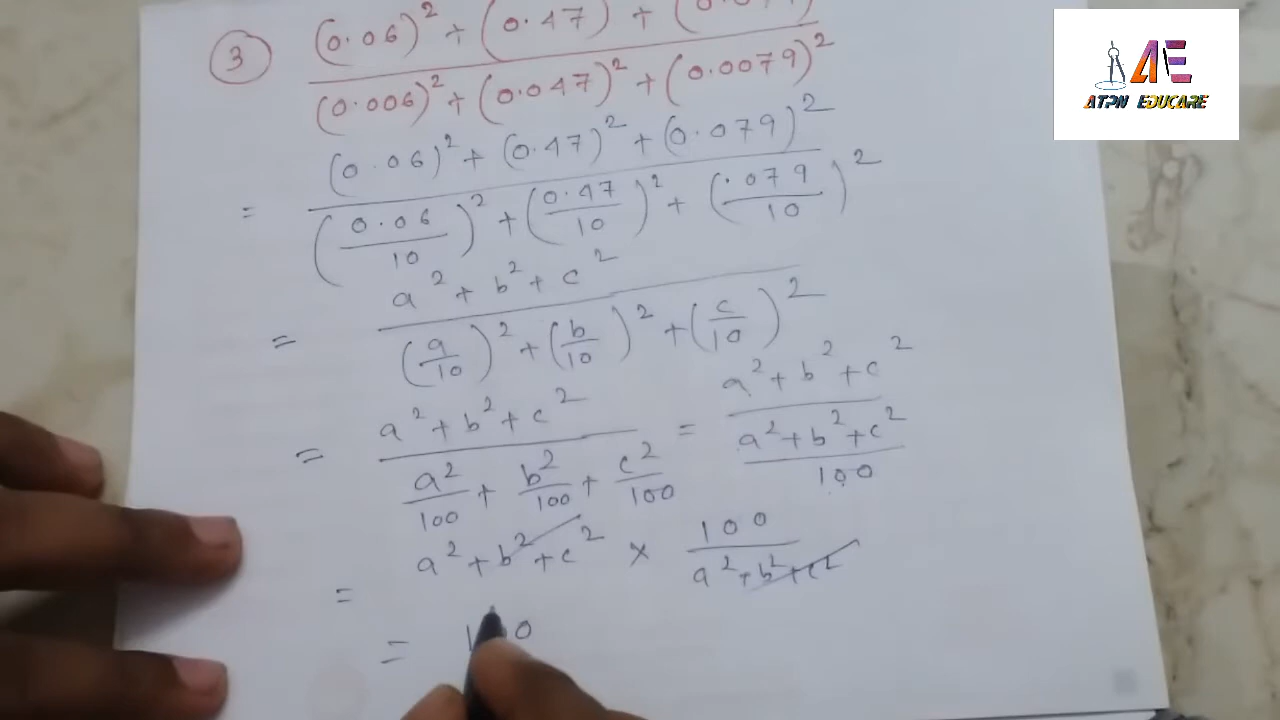 3 (0.06)² + (0.47) + (0.
(0.006)² + (0.047)² + (0.0079)²
(0.06)² + (0.47)² + (0.079)²
= (0.06/10)² + (0.47/10)² + (.079/10)²
a² + b² + c²
= (a/10)² + (b/10)² + (c/10)²
= a² + b² + c² / a²/100 + b²/100 + c²/100 = a² + b² + c² / a² + b² + c² / 100
= a² + b² + c² × 100 / a² + b² + c²
= 100
AE
ATPN EDUCARE